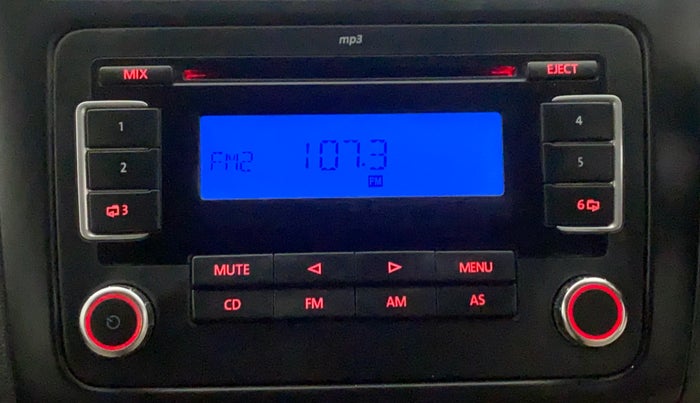 mp3
MIX
EJECT
1
4
FM2 107.3
2
5
FM
3
6
MUTE
MENU
CD FM AM AS